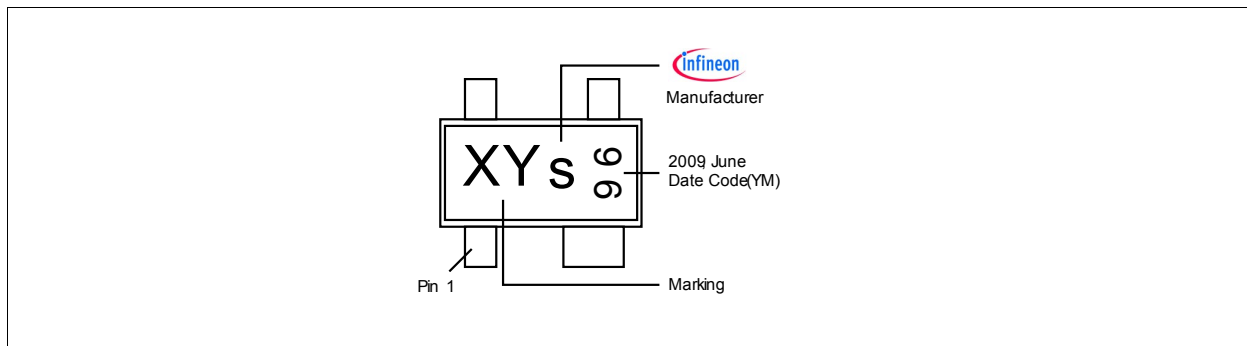 infineon
Manufacturer
XYs
96
2009, June
Date Code(YM)
Pin 1
Marking